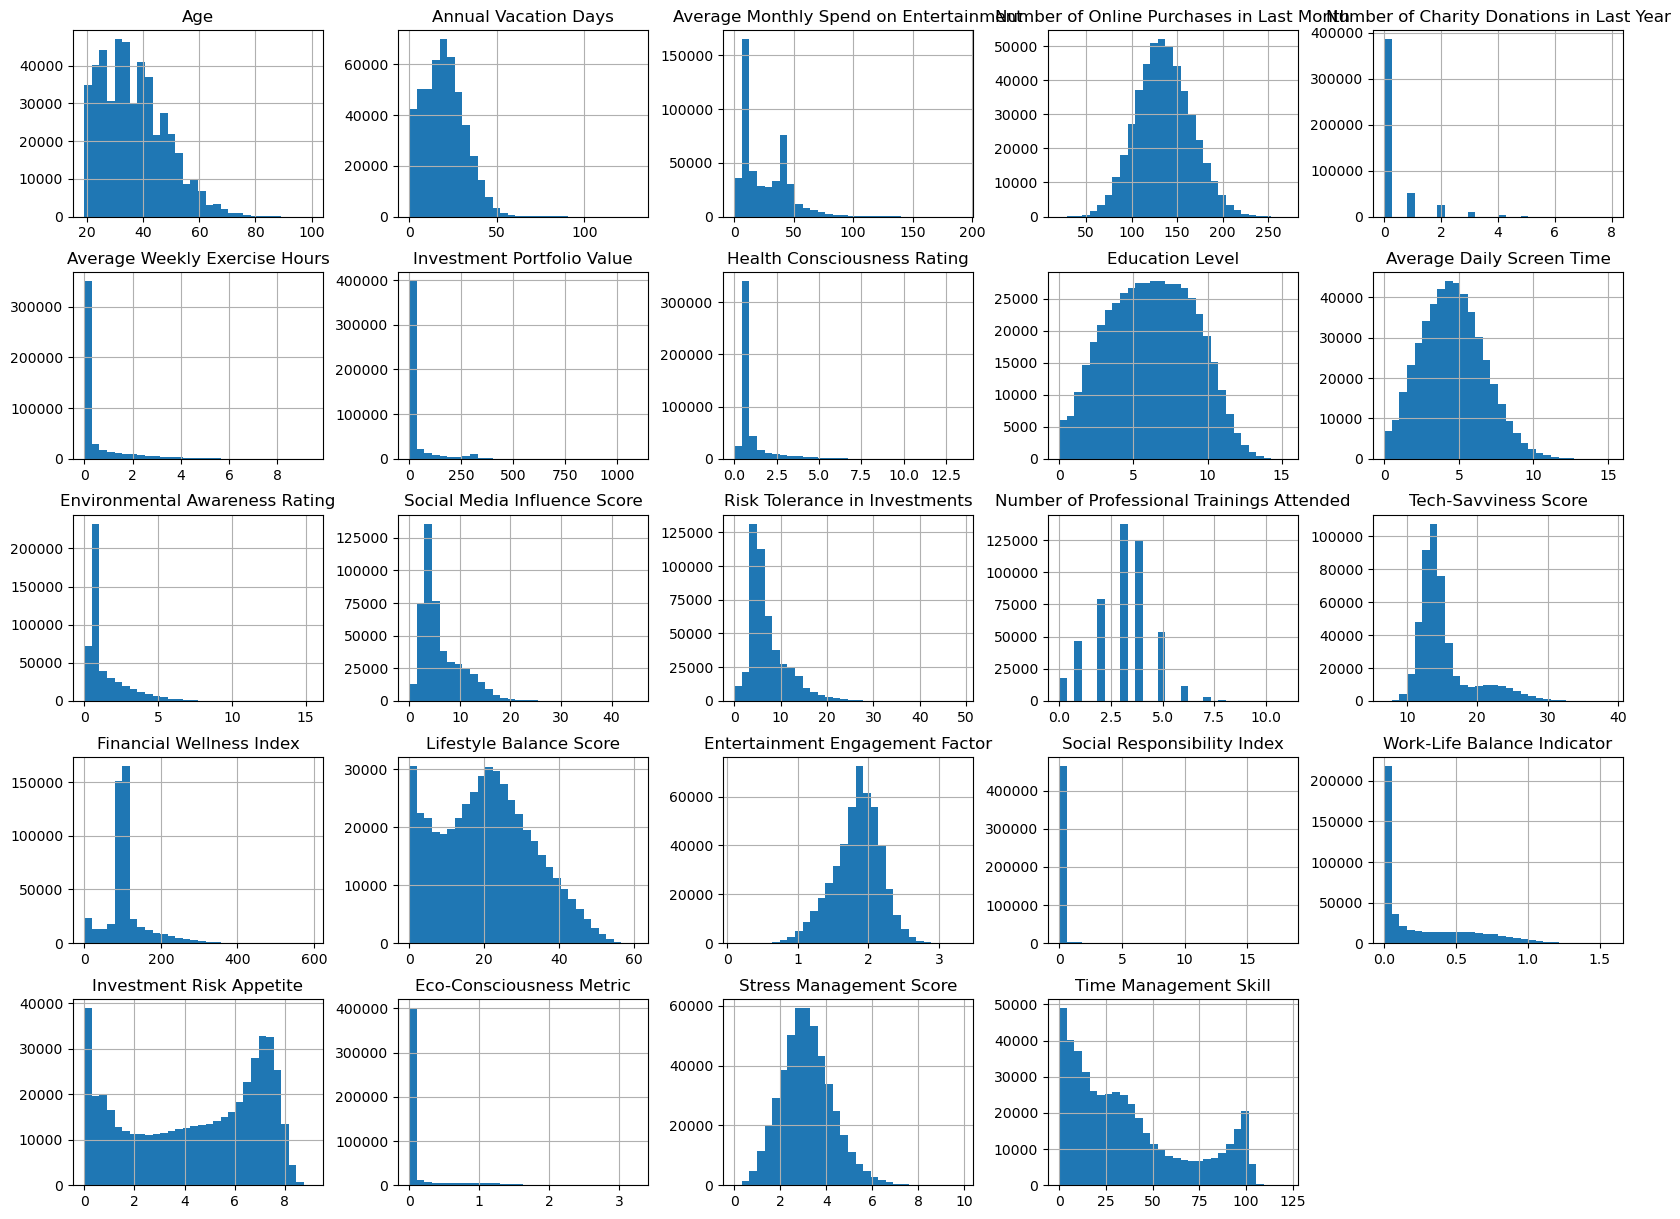 Age
Annual Vacation Days
Average Monthly Spend on Entertainment
Number of Online Purchases in Last Month
Number of Charity Donations in Last Year
40000
30000
20000
10000
0
20 40 60 80 100
60000
40000
20000
0
0 50 100
150000
100000
50000
0
0 50 100 150 200
50000
40000
30000
20000
10000
0
50 100 150 200 250
400000
300000
200000
100000
0
0 2 4 6 8
Average Weekly Exercise Hours
Investment Portfolio Value
Health Consciousness Rating
Education Level
Average Daily Screen Time
300000
200000
100000
0
0 2 4 6 8
400000
300000
200000
100000
0
0 250 500 750 1000
300000
200000
100000
0
0.0 2.5 5.0 7.5 10.0 12.5
25000
20000
15000
10000
5000
0
0 5 10 15
40000
30000
20000
10000
0
0 5 10 15
Environmental Awareness Rating
Social Media Influence Score
Risk Tolerance in Investments
Number of Professional Trainings Attended
Tech-Savviness Score
200000
150000
100000
50000
0
0 5 10 15
125000
100000
75000
50000
25000
0
0 10 20 30 40
125000
100000
75000
50000
25000
0
0 10 20 30 40 50
125000
100000
75000
50000
25000
0
0.0 2.5 5.0 7.5 10.0
100000
80000
60000
40000
20000
0
10 20 30 40
Financial Wellness Index
Lifestyle Balance Score
Entertainment Engagement Factor
Social Responsibility Index
Work-Life Balance Indicator
150000
100000
50000
0
0 200 400 600
30000
20000
10000
0
0 20 40 60
60000
40000
20000
0
0 1 2 3
400000
300000
200000
100000
0
0 5 10 15
200000
150000
100000
50000
0
0.0 0.5 1.0 1.5
Investment Risk Appetite
Eco-Consciousness Metric
Stress Management Score
Time Management Skill
40000
30000
20000
10000
0
0 2 4 6 8
400000
300000
200000
100000
0
0 1 2 3
60000
40000
20000
0
0 2 4 6 8 10
50000
40000
30000
20000
10000
0
0 25 50 75 100 125